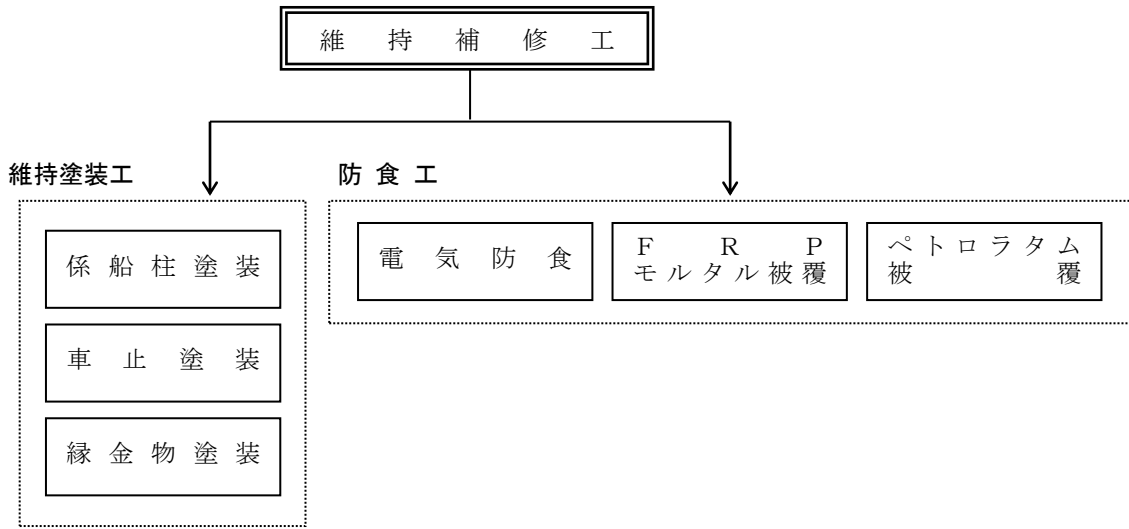 維持補修工
維持塗装工
防食工
係船柱塗装
車止塗装
縁金物塗装
電気防食
FRP
モルタル被覆
ペトロラタム
被覆